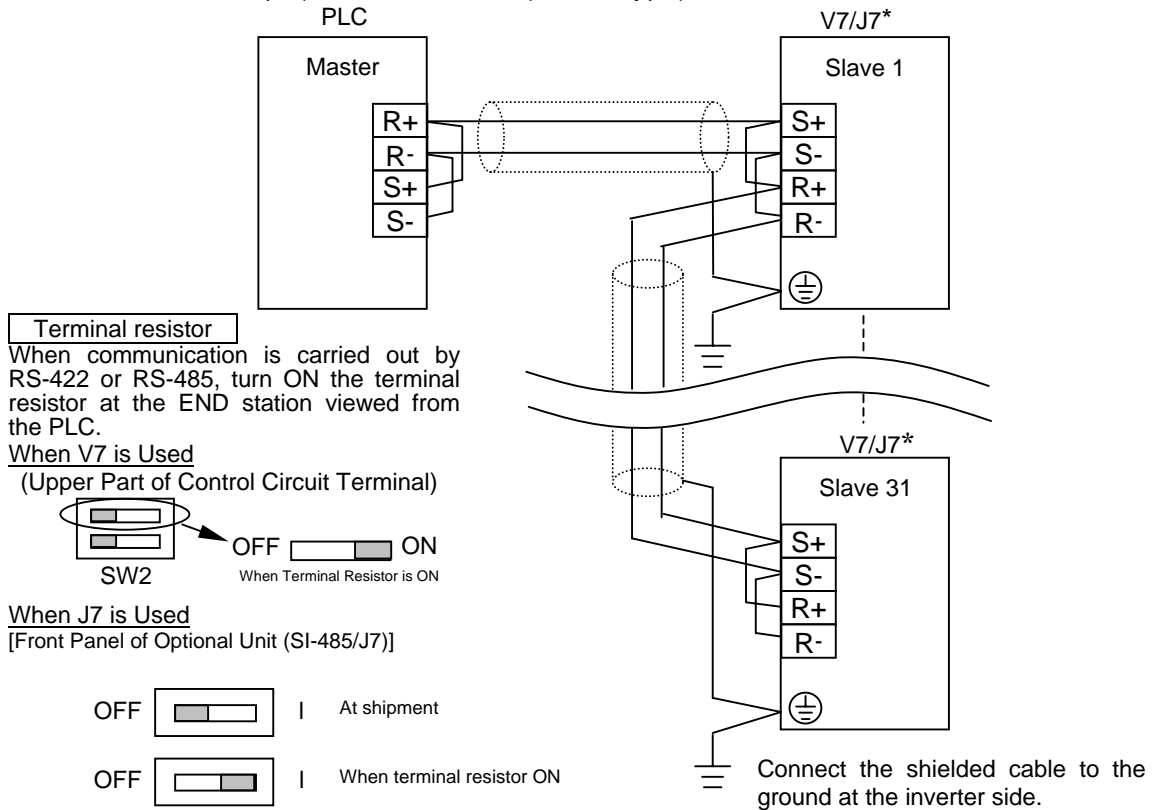 PLC
V7/J7*
Master
Slave 1
R+
R-
S+
S-
S+
S-
R+
R-
Terminal resistor
When communication is carried out by
RS-422 or RS-485, turn ON the terminal
resistor at the END station viewed from
the PLC.
When V7 is Used
(Upper Part of Control Circuit Terminal)
OFF ON
SW2
When Terminal Resistor is ON
When J7 is Used
[Front Panel of Optional Unit (SI-485/J7)]
OFF I At shipment
OFF I When terminal resistor ON
V7/J7*
Slave 31
S+
S-
R+
R-
Connect the shielded cable to the
ground at the inverter side.